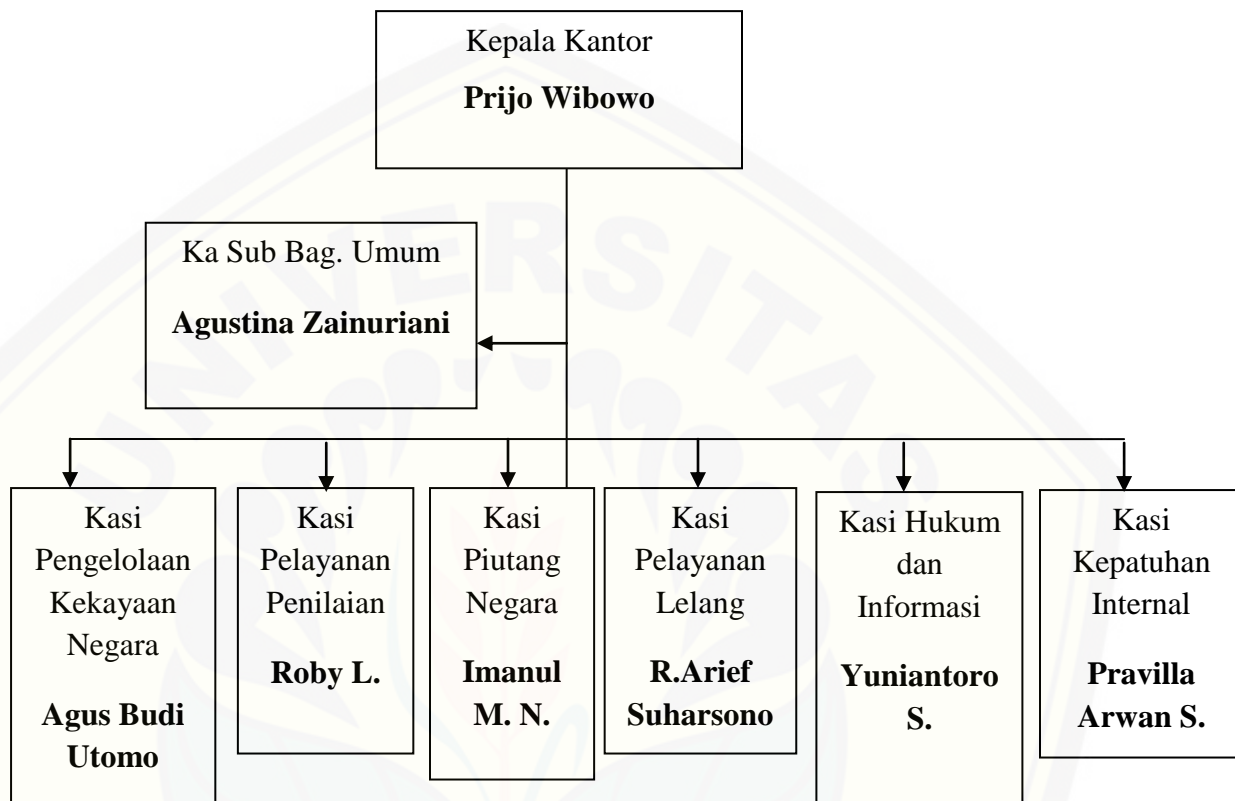 Kepala Kantor
Prijo Wibowo
Ka Sub Bag. Umum
Agustina Zainuriani
Kasi
Pengelolaan
Kekayaan
Negara
Agus Budi
Utomo
Kasi
Pelayanan
Penilaian
Roby L.
Kasi
Piutang
Negara
Imanul
M. N.
Kasi
Pelayanan
Lelang
R.Arief
Suharsono
Kasi Hukum
dan
Informasi
Yuniantoro
S.
Kasi
Kepatuhan
Internal
Pravilla
Arwan S.
UNIVERSITAS